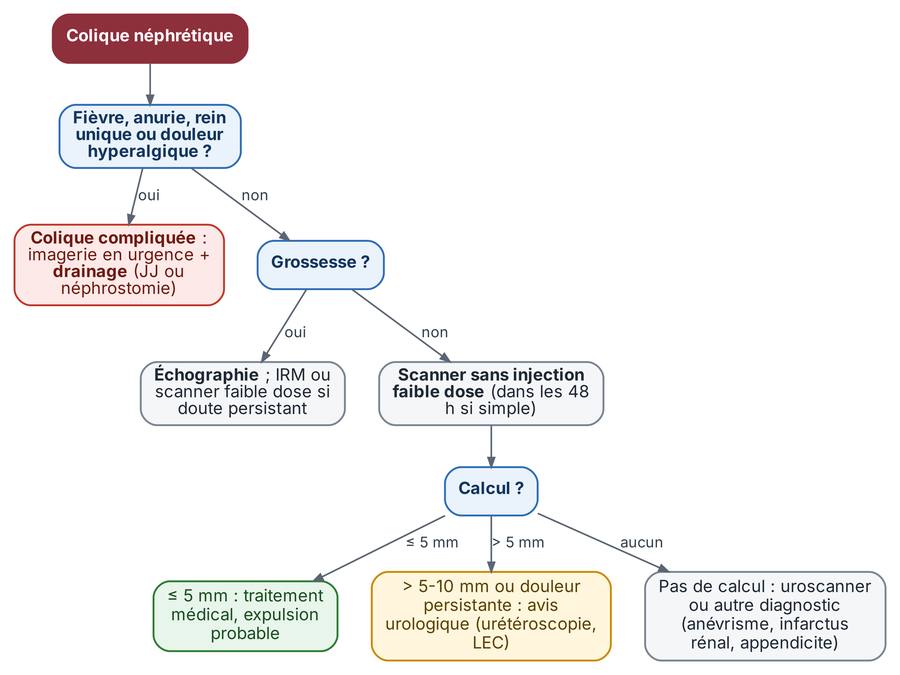 Colique néphrétique
Fièvre, anurie, rein
unique ou douleur
hyperalgique ?
oui
non
Colique compliquée :
imagerie en urgence +
drainage (JJ ou
néphrostomie)
Grossesse ?
oui
non
Échographie ; IRM ou
scanner faible dose si
doute persistant
Scanner sans injection
faible dose (dans les 48
h si simple)
Calcul ?
≤ 5 mm
> 5 mm
aucun
≤ 5 mm : traitement
médical, expulsion
probable
> 5-10 mm ou douleur
persistante : avis
urologique (urétéroscopie,
LEC)
Pas de calcul : uroscanner
ou autre diagnostic
(anévrisme, infarctus
rénal, appendicite)